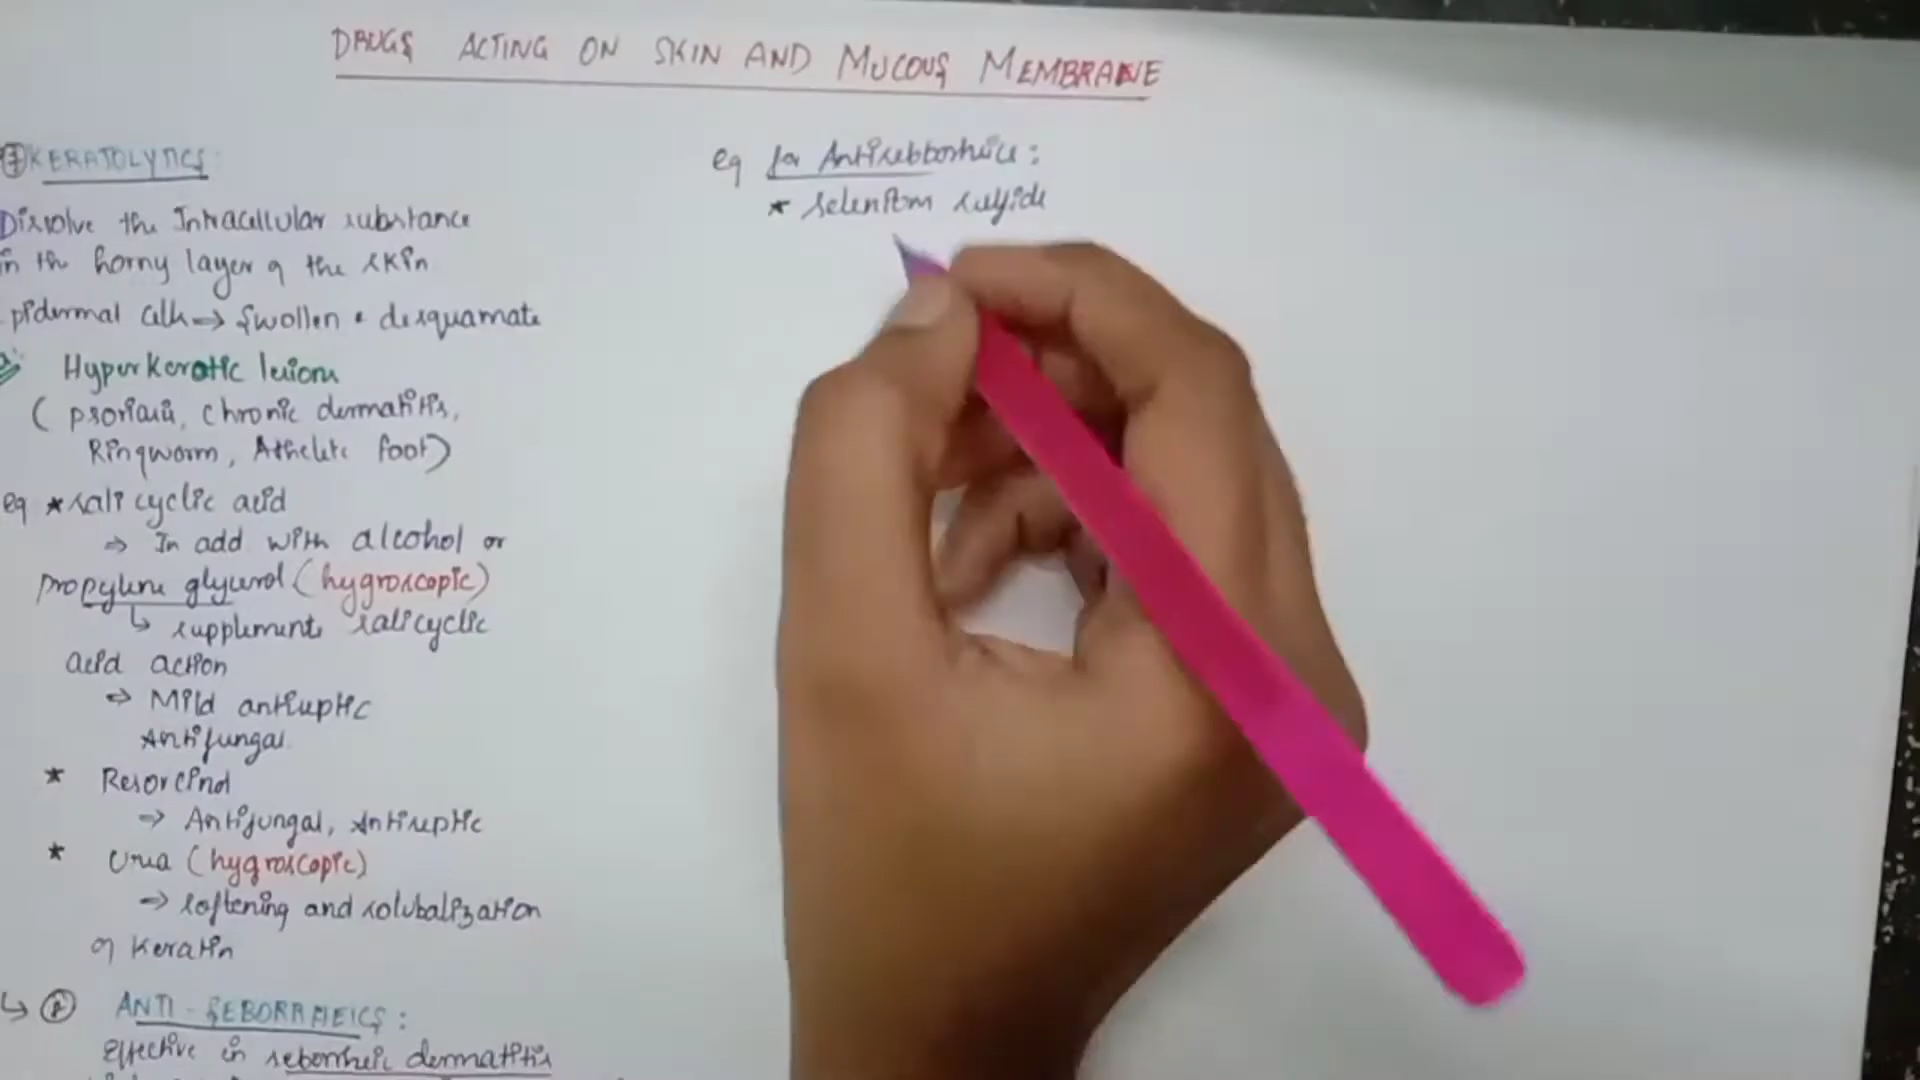 DRUGS ACTING ON SKIN AND MUCOUS MEMBRANE
KERATOLYTICS:
Dissolve the Intracellular substance
in the horny layer of the skin
pidermal cells → Swollen & desquamate
Hyperkeratic lesions
(psoriasis, chronic dermatitis,
Ringworm, Athelete foot)
eg * salicyclic acid
⇒ In add with alcohol or
propylene glycerol (hygroscopic)
↳ supplements salicyclic
acid action
⇒ Mild antiseptic
Antifungal
* Resorcinol
⇒ Antifungal, Antiseptic
* Urea (hygroscopic)
⇒ softening and solubalization
of Keratin
ANTI-SEBORRHEICS:
Effective in seborrheic dermatitis
eg for Antisebborheics:
* selenium sulfide